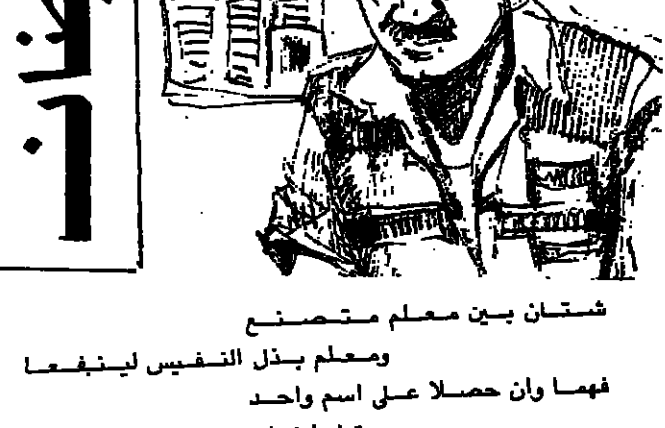 شتان بين معلم متصنع
ومعلم بذل النفيس لينفعا
فهما وان حصلا على اسم واحد